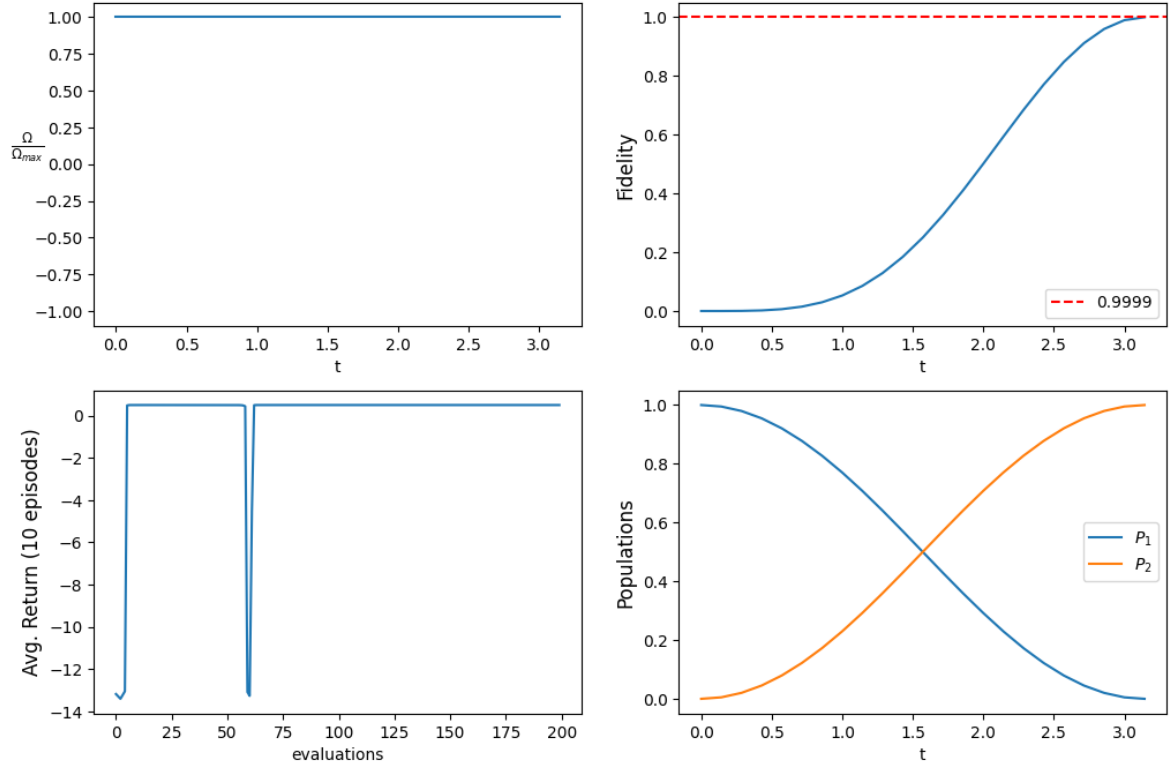 1.00
0.75
0.50
0.25
0.00
−0.25
−0.50
−0.75
−1.00
Ω
Ωmax
0.0 0.5 1.0 1.5 2.0 2.5 3.0
t
1.0
0.8
0.6
0.4
0.2
0.0
Fidelity
0.9999
0.0 0.5 1.0 1.5 2.0 2.5 3.0
t
0
−2
−4
−6
−8
−10
−12
−14
Avg. Return (10 episodes)
0 25 50 75 100 125 150 175 200
evaluations
1.0
0.8
0.6
0.4
0.2
0.0
Populations
P1
P2
0.0 0.5 1.0 1.5 2.0 2.5 3.0
t